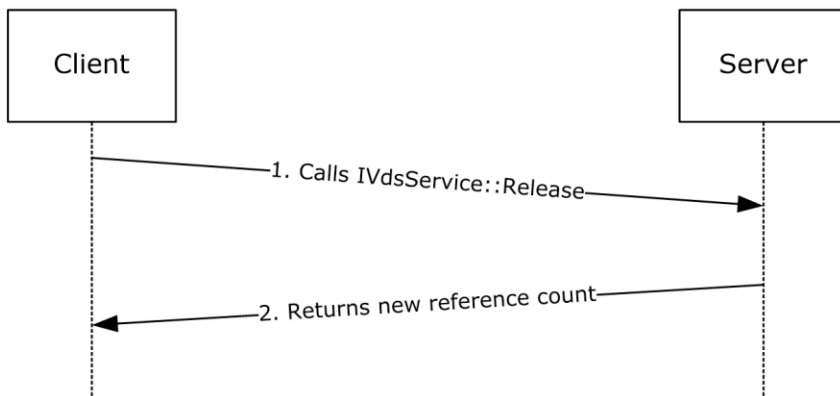 Client
Server
1. Calls IVdsService::Release
2. Returns new reference count